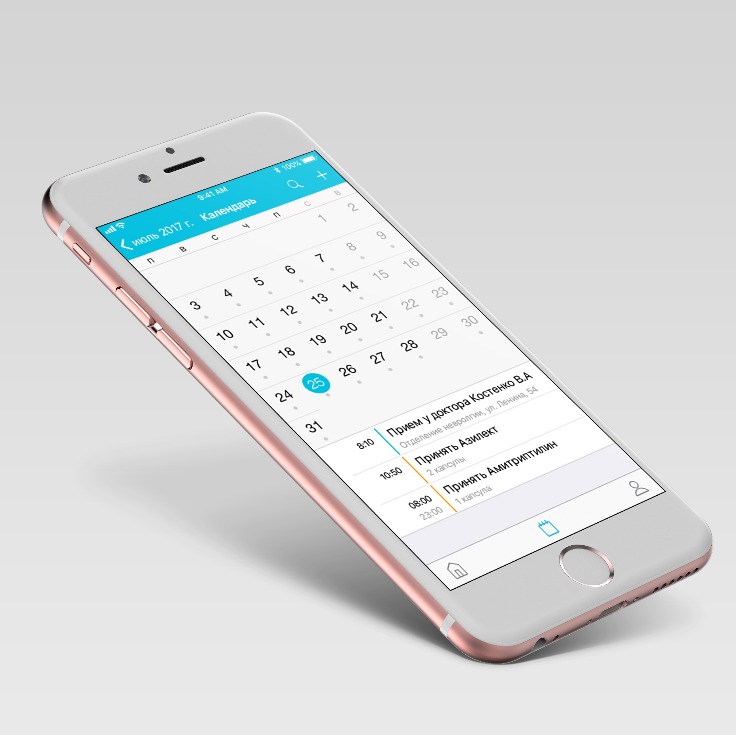 9:41 AM 100%
июль 2017 г. Календарь
П В С Ч П С В
1 2
3 4 5 6 7 8 9
10 11 12 13 14 15 16
17 18 19 20 21 22 23
24 25 26 27 28 29 30
31
8:10 Прием у доктора Костенко В.А
Отделение неврологии, ул. Ленина, 54
10:50 Принять Азилект
2 капсулы
08:00 Принять Амитриптилин
23:00 1 капсула